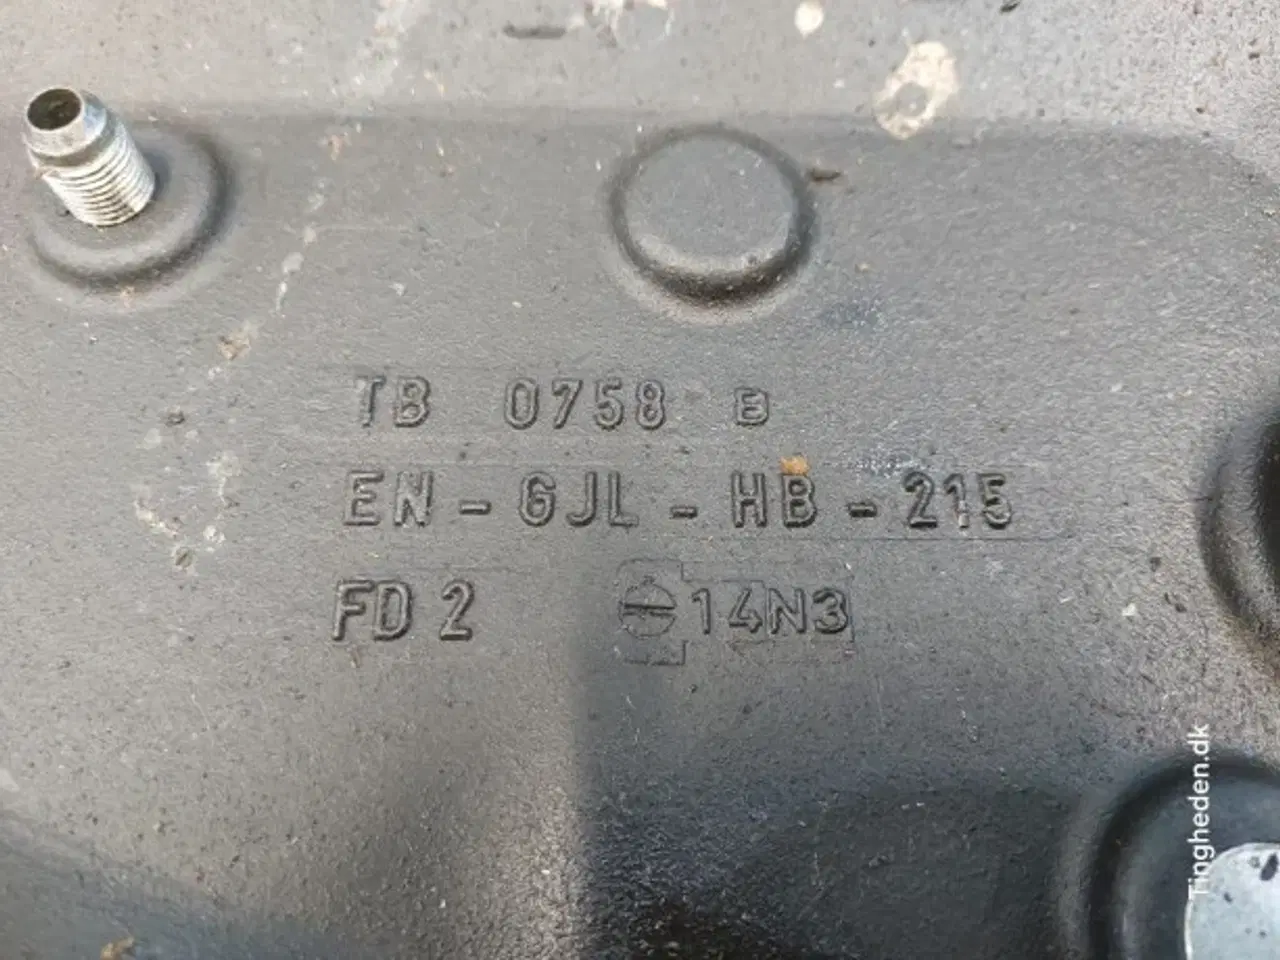 TB 0758 B
EN-GJL-HB-215
FD 2 14N3
Tingheden.dk